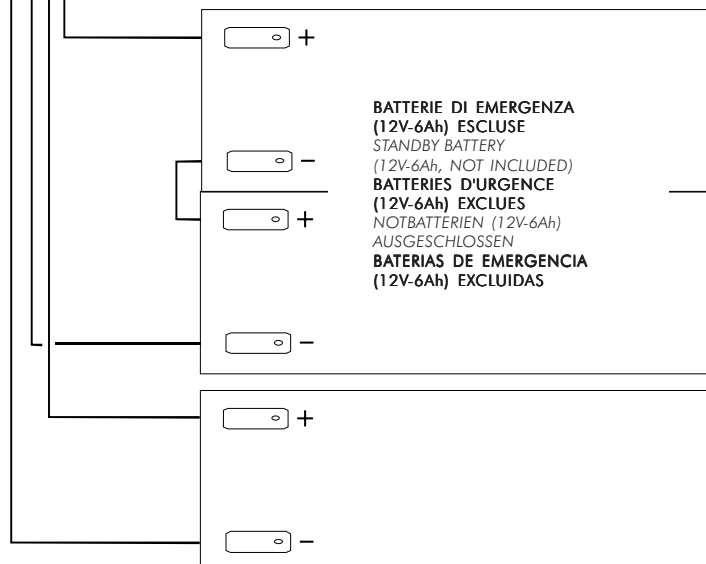 +
BATTERIE DI EMERGENZA
(12V-6Ah) ESCLUSE
STANDBY BATTERY
(12V-6Ah, NOT INCLUDED)
–
BATTERIES D'URGENCE
(12V-6Ah) EXCLUES
+
NOTBATTERIEN (12V-6Ah)
AUSGESCHLOSSEN
BATERIAS DE EMERGENCIA
(12V-6Ah) EXCLUIDAS
–
+
–